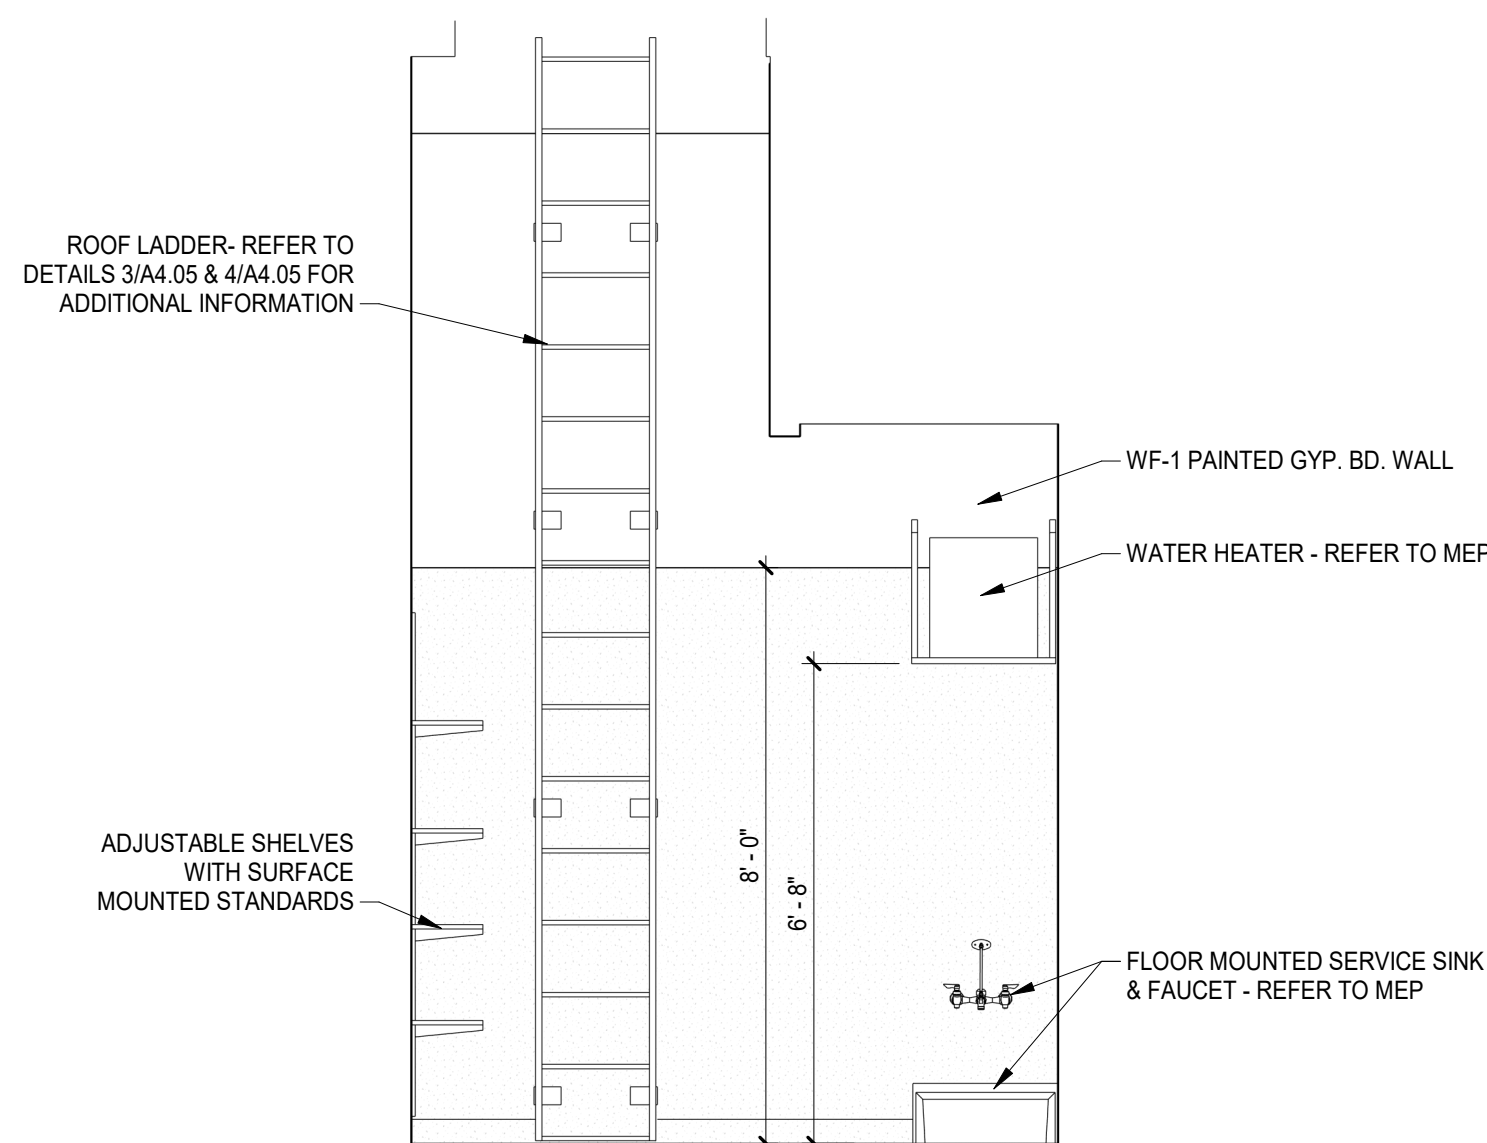 ROOF LADDER- REFER TO
DETAILS 3/A4.05 & 4/A4.05 FOR
ADDITIONAL INFORMATION
WF-1 PAINTED GYP. BD. WALL
WATER HEATER - REFER TO MEP
8' - 0"
6' - 8"
ADJUSTABLE SHELVES
WITH SURFACE
MOUNTED STANDARDS
FLOOR MOUNTED SERVICE SINK
& FAUCET - REFER TO MEP